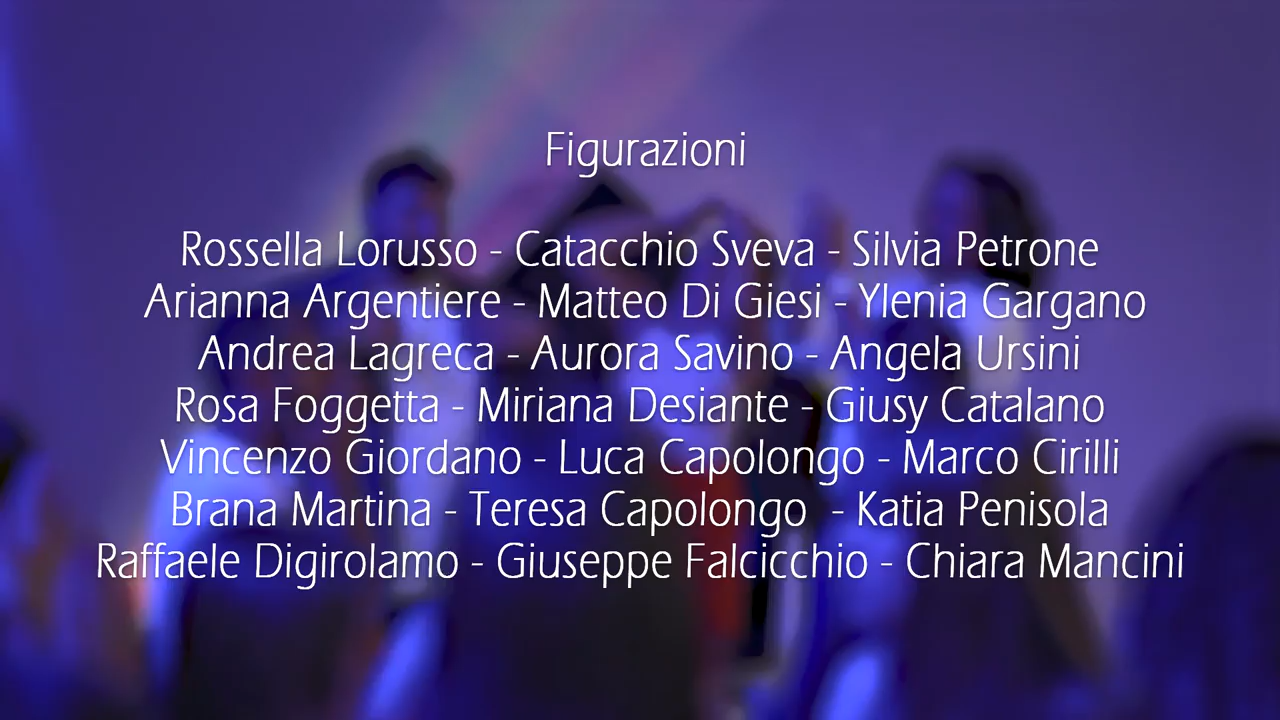 Figurazioni
Rossella Lorusso - Catacchio Sveva - Silvia Petrone
Arianna Argentiere - Matteo Di Giesi - Ylenia Gargano
Andrea Lagreca - Aurora Savino - Angela Ursini
Rosa Foggetta - Miriana Desiante - Giusy Catalano
Vincenzo Giordano - Luca Capolongo - Marco Cirilli
Brana Martina - Teresa Capolongo  - Katia Penisola
Raffaele Digirolamo - Giuseppe Falcicchio - Chiara Mancini